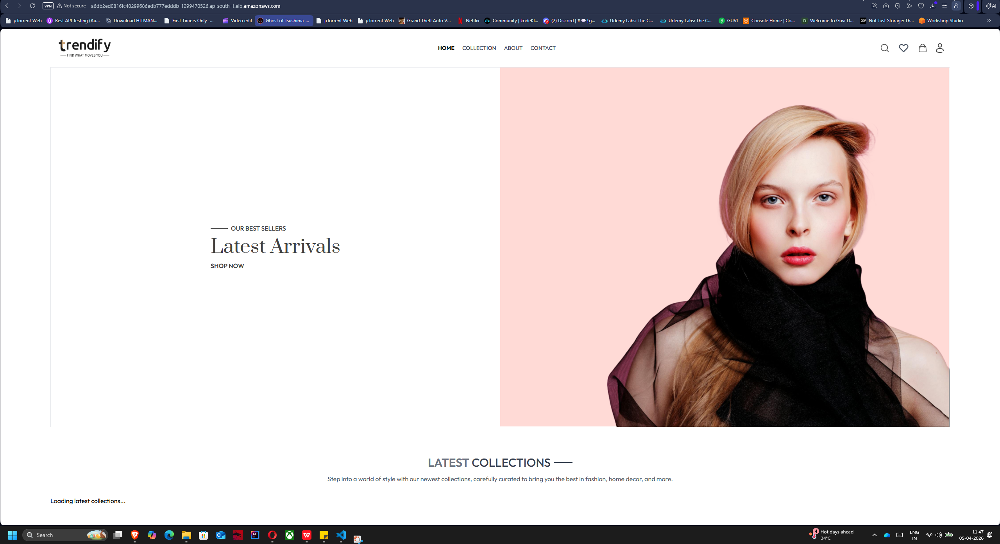 VPN
Not secure
a6db2ed0816fc40299686edb777edddb-1299470526.ap-south-1.elb.amazonaws.com
AI
µTorrent Web
Rest API Testing (Au...
Download HITMAN...
First Timers Only -...
Video edit
Ghost of Tsushima-...
µTorrent Web
µTorrent Web
Grand Theft Auto V...
Netflix
Community | kodeKl...
(2) Discord | #💬 |g...
Udemy Labs: The C...
Udemy Labs: The C...
GUVI
Console Home | Co...
Welcome to Guvi D...
DEV
Not Just Storage: Th...
Workshop Studio
trendify
FIND WHAT MOVES YOU
HOME
COLLECTION
ABOUT
CONTACT
OUR BEST SELLERS
Latest Arrivals
SHOP NOW
LATEST COLLECTIONS
Step into a world of style with our newest collections, carefully curated to bring you the best in fashion, home decor, and more.
Loading latest collections...
Search
4
Hot days ahead
34°C
ENG
IN
11:47
05-04-2026